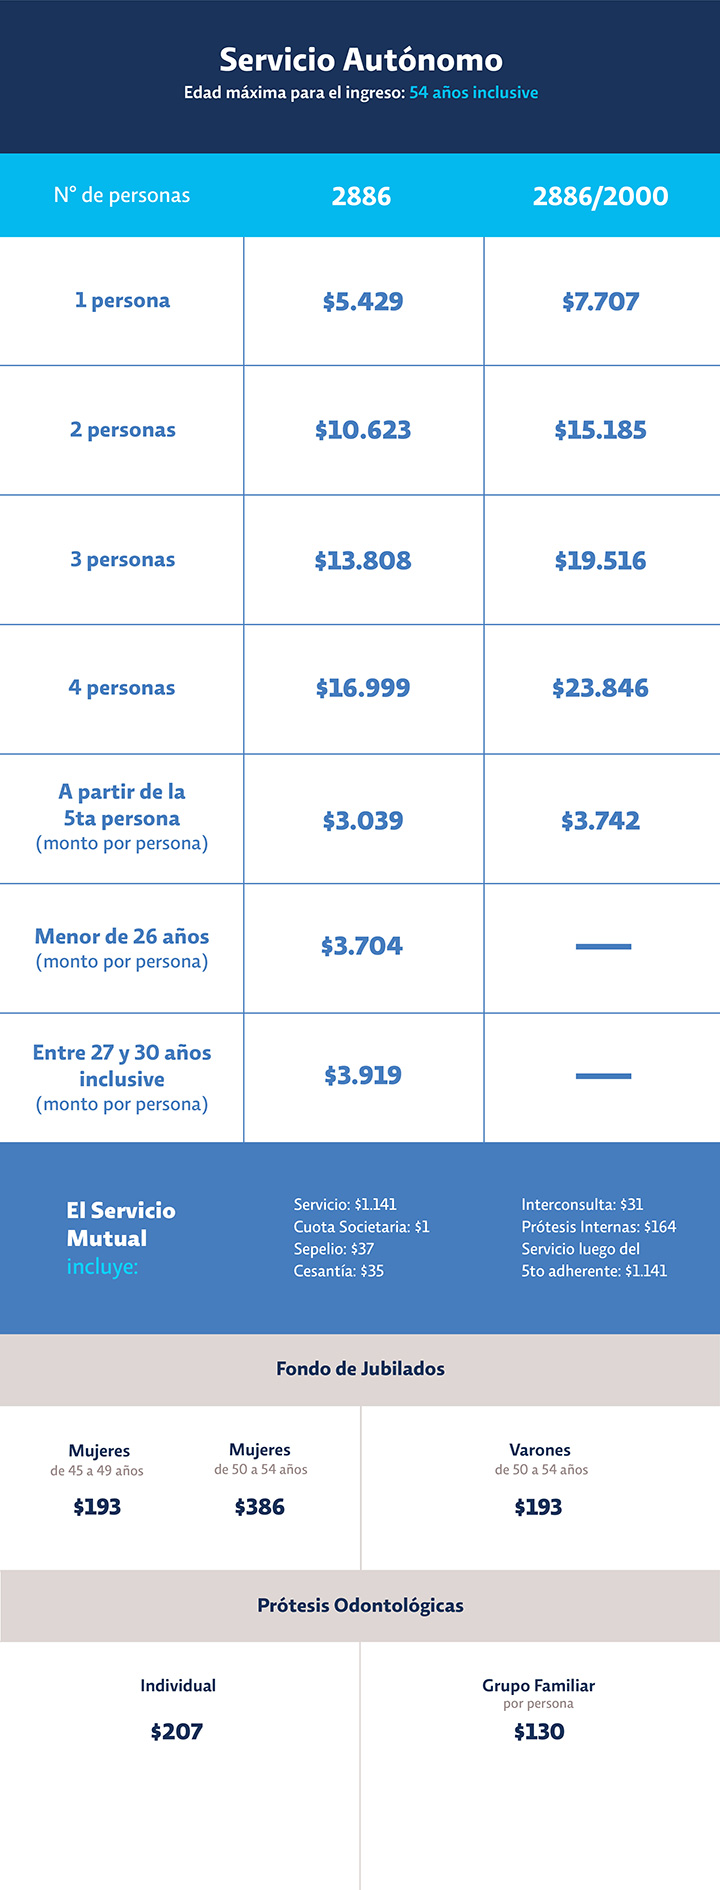 Servicio Autónomo
Edad máxima para el ingreso: 54 años inclusive
N° de personas 2886 2886/2000
1 persona $5.429 $7.707
2 personas $10.623 $15.185
3 personas $13.808 $19.516
4 personas $16.999 $23.846
A partir de la
5ta persona
(monto por persona)
$3.039 $3.742
Menor de 26 años
(monto por persona)
$3.704
Entre 27 y 30 años
inclusive
(monto por persona)
$3.919
El Servicio
Mutual
incluye:
Servicio: $1.141
Cuota Societaria: $1
Sepelio: $37
Cesantía: $35
Interconsulta: $31
Prótesis Internas: $164
Servicio luego del
5to adherente: $1.141
Fondo de Jubilados
Mujeres
de 45 a 49 años
$193
Mujeres
de 50 a 54 años
$386
Varones
de 50 a 54 años
$193
Prótesis Odontológicas
Individual
$207
Grupo Familiar
por persona
$130